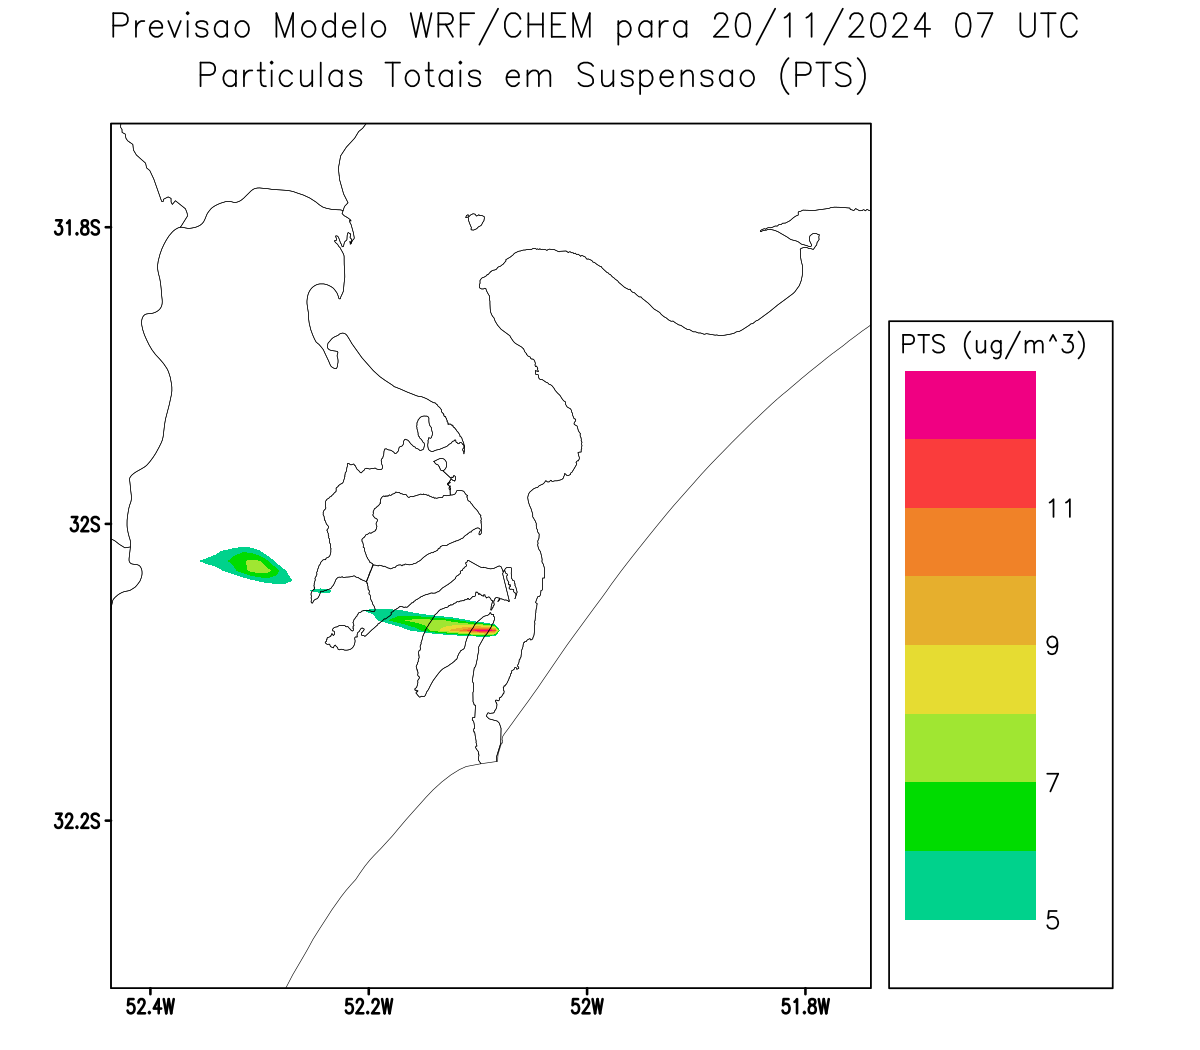 Previsao Modelo WRF/CHEM para 20/11/2024 07 UTC
Particulas Totais em Suspensao (PTS)
31.8S
32S
32.2S
52.4W
52.2W
52W
51.8W
PTS (ug/m^3)
11
9
7
5